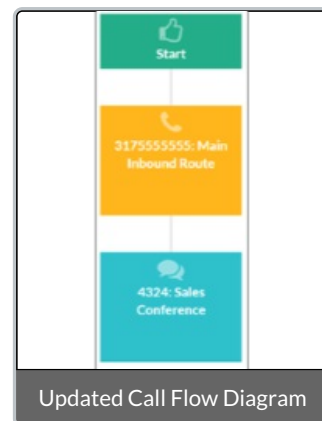 Start
3175555555: Main
Inbound Route
4324: Sales
Conference
Updated Call Flow Diagram